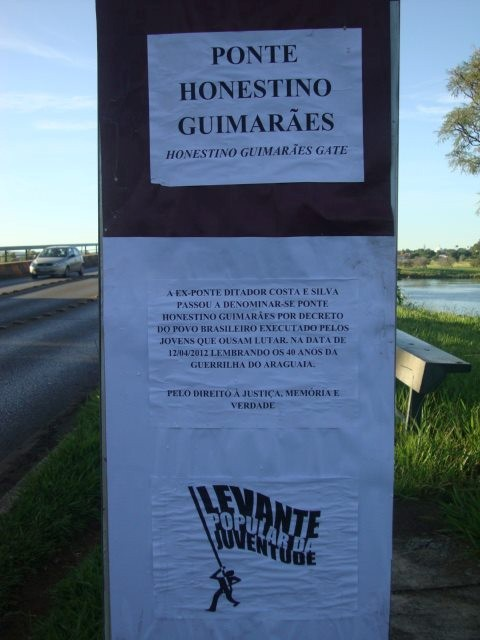 PONTE
HONESTINO
GUIMARÃES
HONESTINO GUIMARÃES GATE
A EX-PONTE DITADOR COSTA E SILVA
PASSOU A DENOMINAR-SE PONTE
HONESTINO GUIMARÃES POR DECRETO
DO POVO BRASILEIRO EXECUTADO PELOS
JOVENS QUE OUSAM LUTAR. NA DATA DE
12/04/2012 LEMBRANDO OS 40 ANOS DA
GUERRILHA DO ARAGUAIA.
PELO DIREITO À JUSTIÇA, MEMÓRIA E
VERDADE
LEVANTE
POPULAR DA
JUVENTUDE